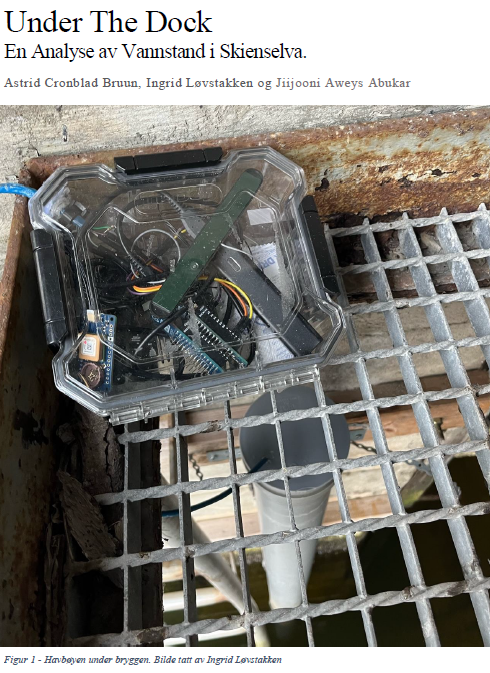 Under The Dock
En Analyse av Vannstand i Skienselva.
Astrid Cronblad Bruun, Ingrid Løvstakken og Jiijooni Aweys Abukar
Figur 1 - Havbøyen under bryggen. Bilde tatt av Ingrid Løvstakken